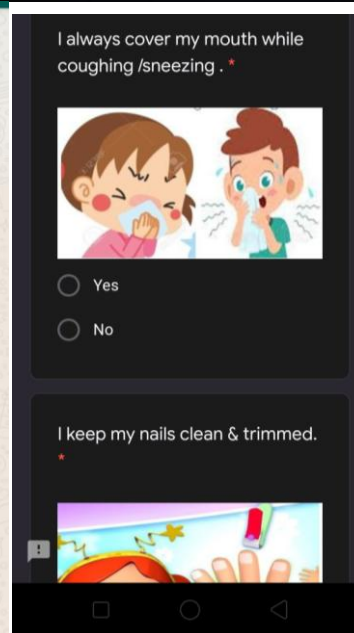 I always cover my mouth while
coughing /sneezing . *
Yes
No
I keep my nails clean & trimmed.
*